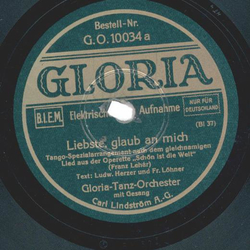 Bestell-Nr.
G.O. 10034a
GLORIA
B.I.E.M. Elektrische Aufnahme NUR FÜR DEUTSCHLAND
(BI 37)
Liebste, glaub an mich
Tango-Spezialarrangement nach dem gleichnamigen
Lied aus der Operette „Schön ist die Welt"
(Franz Lehár)
Text: Ludw. Herzer und Fr. Löhner
Gloria-Tanz-Orchester
mit Gesang
Carl Lindström A.-G.